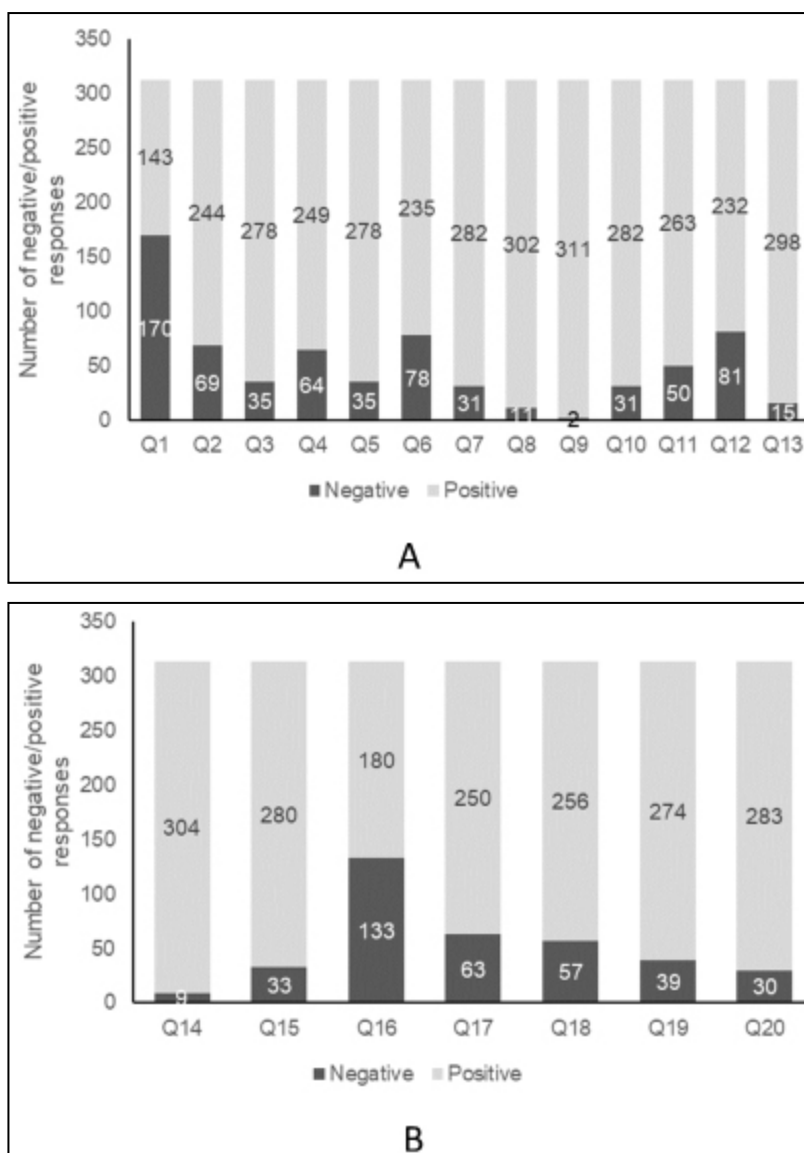 350
300
250
200
150
100
50
0
Number of negative/positive
responses
143 244 278 249 278 235 282 302 311 282 263 232 298
170 69 35 64 35 78 31 11 2 31 50 81 15
Q1 Q2 Q3 Q4 Q5 Q6 Q7 Q8 Q9 Q10 Q11 Q12 Q13
Negative Positive
A
350
300
250
200
150
100
50
0
Number of negative/positive
responses
304 280 180 250 256 274 283
9 33 133 63 57 39 30
Q14 Q15 Q16 Q17 Q18 Q19 Q20
Negative Positive
B